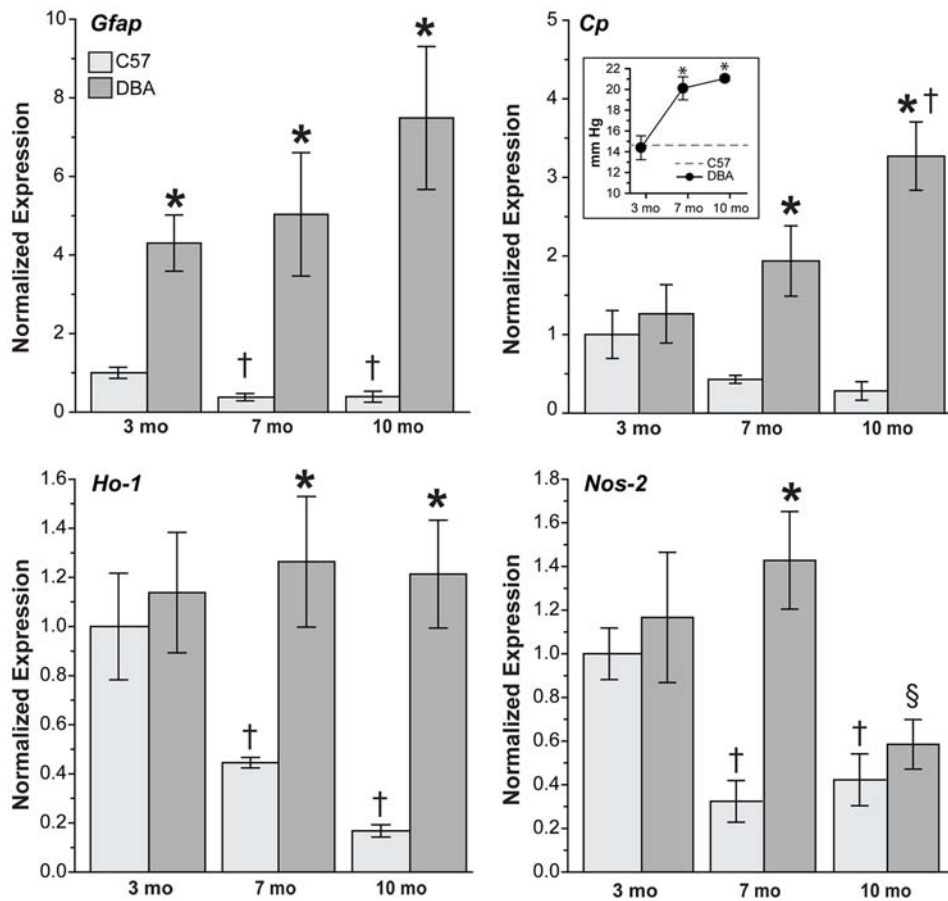 Gfap
C57
DBA
Normalized Expression
10
8
6
4
2
0
*
*
*
†
†
3 mo
7 mo
10 mo
Cp
Normalized Expression
5
4
3
2
1
0
mm Hg
22
20
18
16
14
12
10
*
*
C57
DBA
3 mo
7 mo
10 mo
*
*†
3 mo
7 mo
10 mo
Ho-1
Normalized Expression
1.6
1.4
1.2
1.0
0.8
0.6
0.4
0.2
0.0
*
*
†
†
3 mo
7 mo
10 mo
Nos-2
Normalized Expression
1.8
1.6
1.4
1.2
1.0
0.8
0.6
0.4
0.2
0.0
*
†
†
§
3 mo
7 mo
10 mo